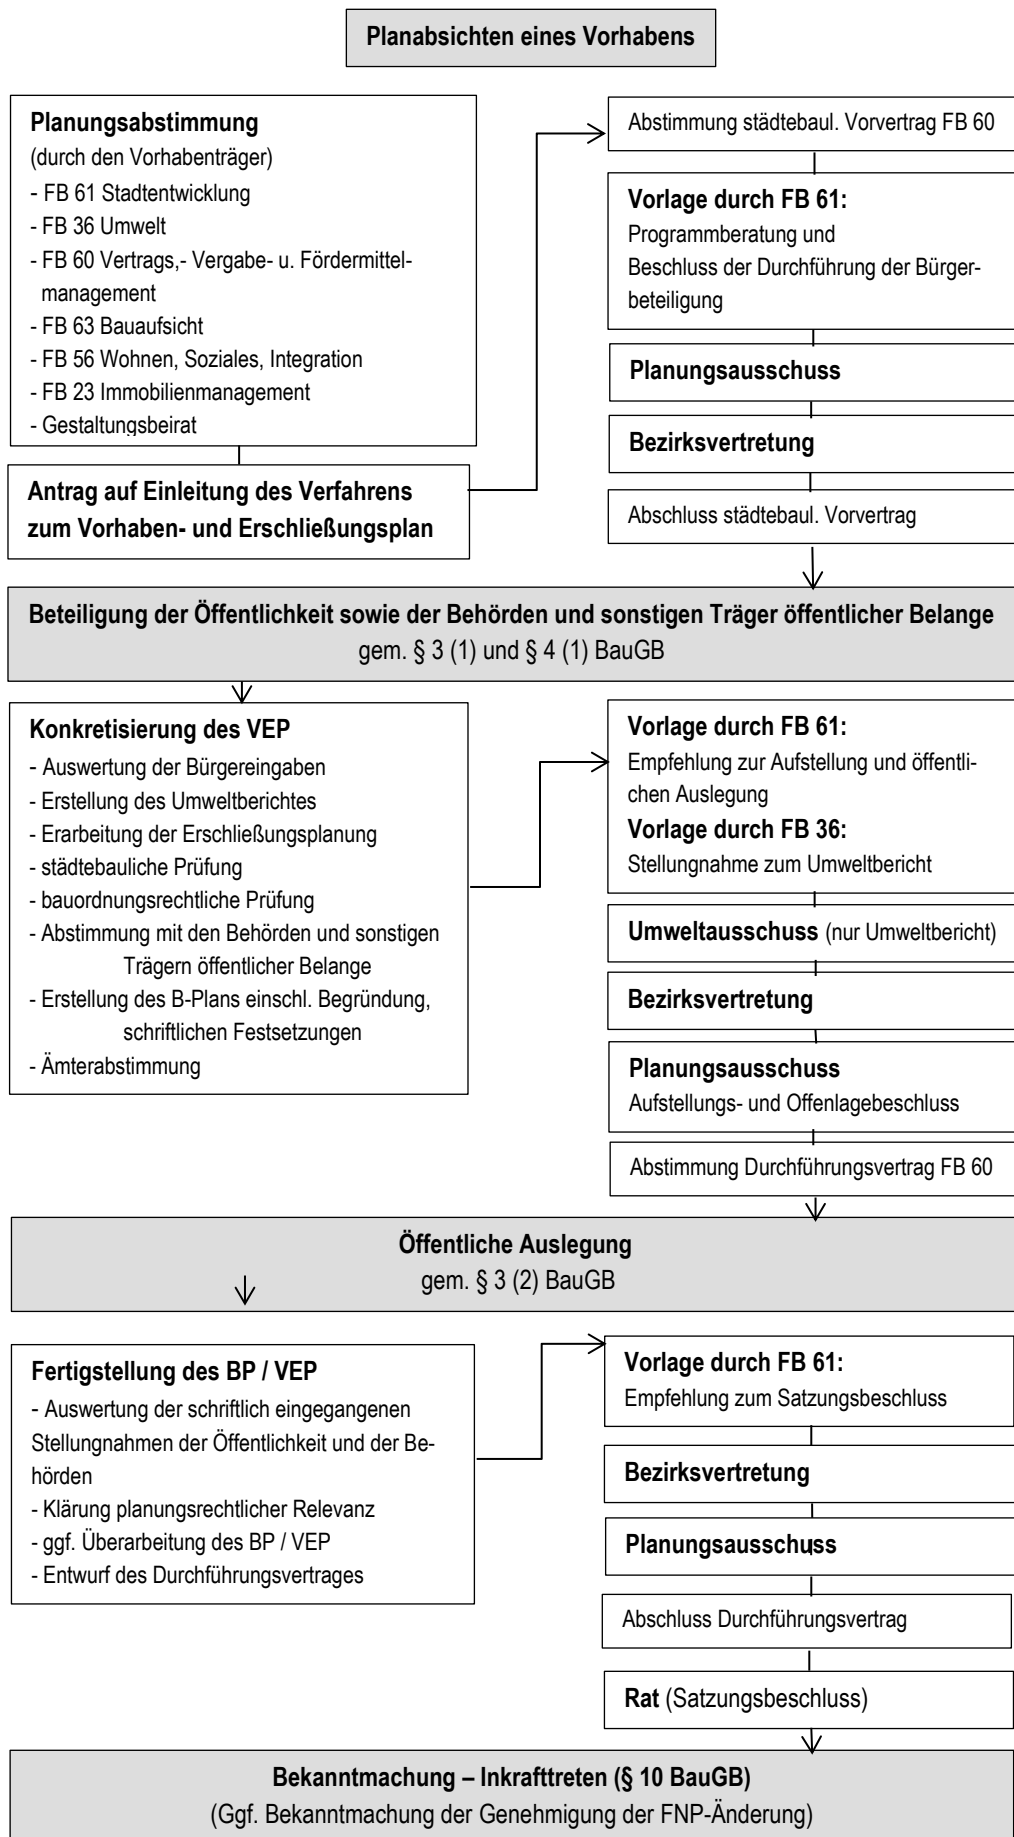 Planabsichten eines Vorhabens
Planungsabstimmung
(durch den Vorhabenträger)
- FB 61 Stadtentwicklung
- FB 36 Umwelt
- FB 60 Vertrags,- Vergabe- u. Fördermittel-
management
- FB 63 Bauaufsicht
- FB 56 Wohnen, Soziales, Integration
- FB 23 Immobilienmanagement
- Gestaltungsbeirat
Antrag auf Einleitung des Verfahrens
zum Vorhaben- und Erschließungsplan
Abstimmung städtebaul. Vorvertrag FB 60
Vorlage durch FB 61:
Programmberatung und
Beschluss der Durchführung der Bürger-
beteiligung
Planungsausschuss
Bezirksvertretung
Abschluss städtebaul. Vorvertrag
Beteiligung der Öffentlichkeit sowie der Behörden und sonstigen Träger öffentlicher Belange
gem. § 3 (1) und § 4 (1) BauGB
Konkretisierung des VEP
- Auswertung der Bürgereingaben
- Erstellung des Umweltberichtes
- Erarbeitung der Erschließungsplanung
- städtebauliche Prüfung
- bauordnungsrechtliche Prüfung
- Abstimmung mit den Behörden und sonstigen
Trägern öffentlicher Belange
- Erstellung des B-Plans einschl. Begründung,
schriftlichen Festsetzungen
- Ämterabstimmung
Vorlage durch FB 61:
Empfehlung zur Aufstellung und öffentli-
chen Auslegung
Vorlage durch FB 36:
Stellungnahme zum Umweltbericht
Umweltausschuss (nur Umweltbericht)
Bezirksvertretung
Planungsausschuss
Aufstellungs- und Offenlagebeschluss
Abstimmung Durchführungsvertrag FB 60
Öffentliche Auslegung
gem. § 3 (2) BauGB
Fertigstellung des BP / VEP
- Auswertung der schriftlich eingegangenen
Stellungnahmen der Öffentlichkeit und der Be-
hörden
- Klärung planungsrechtlicher Relevanz
- ggf. Überarbeitung des BP / VEP
- Entwurf des Durchführungsvertrages
Vorlage durch FB 61:
Empfehlung zum Satzungsbeschluss
Bezirksvertretung
Planungsausschuss
Abschluss Durchführungsvertrag
Rat (Satzungsbeschluss)
Bekanntmachung – Inkrafttreten (§ 10 BauGB)
(Ggf. Bekanntmachung der Genehmigung der FNP-Änderung)